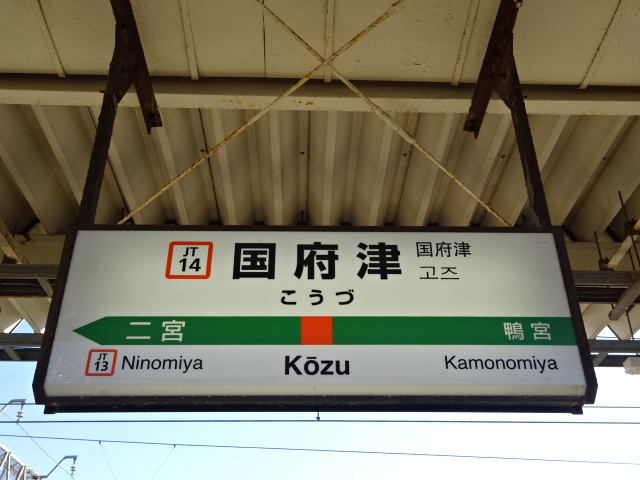 JT
14
国府津
国府津
고즈
こうづ
二宮
鴨宮
JT
13
Ninomiya
Kōzu
Kamonomiya